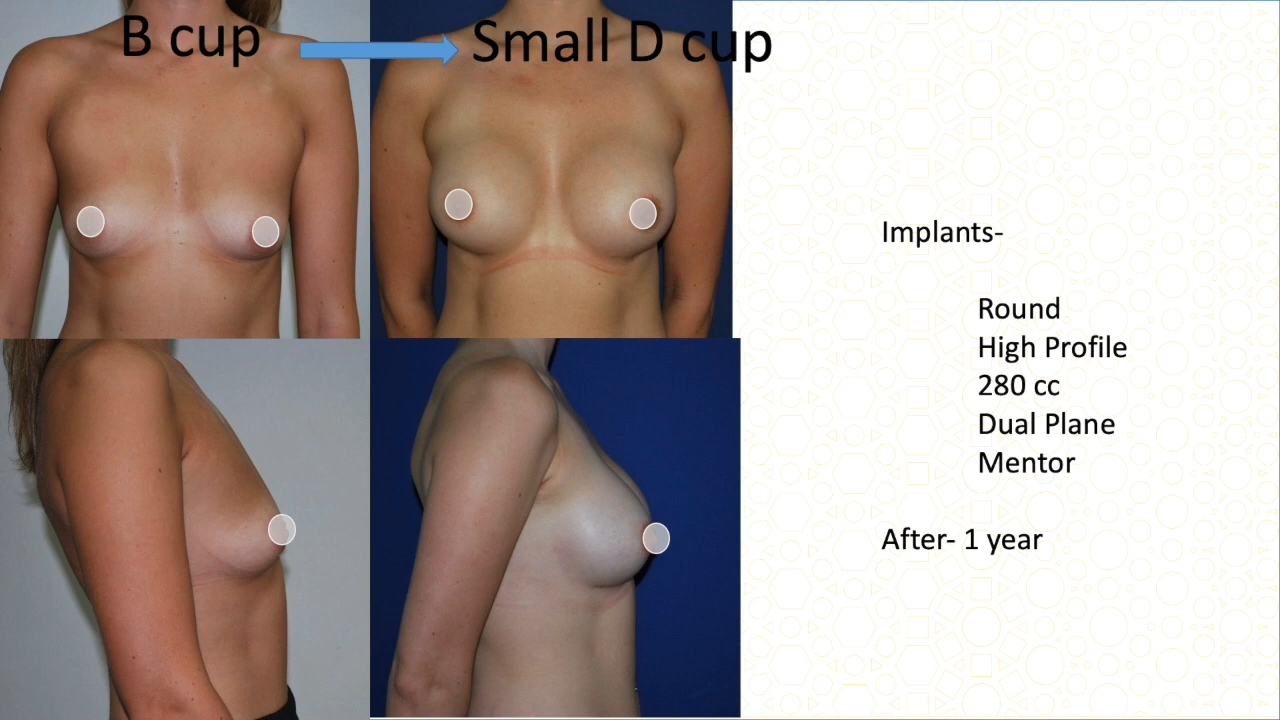 B cup
Small D cup
Implants-
Round
High Profile
280 cc
Dual Plane
Mentor
After- 1 year